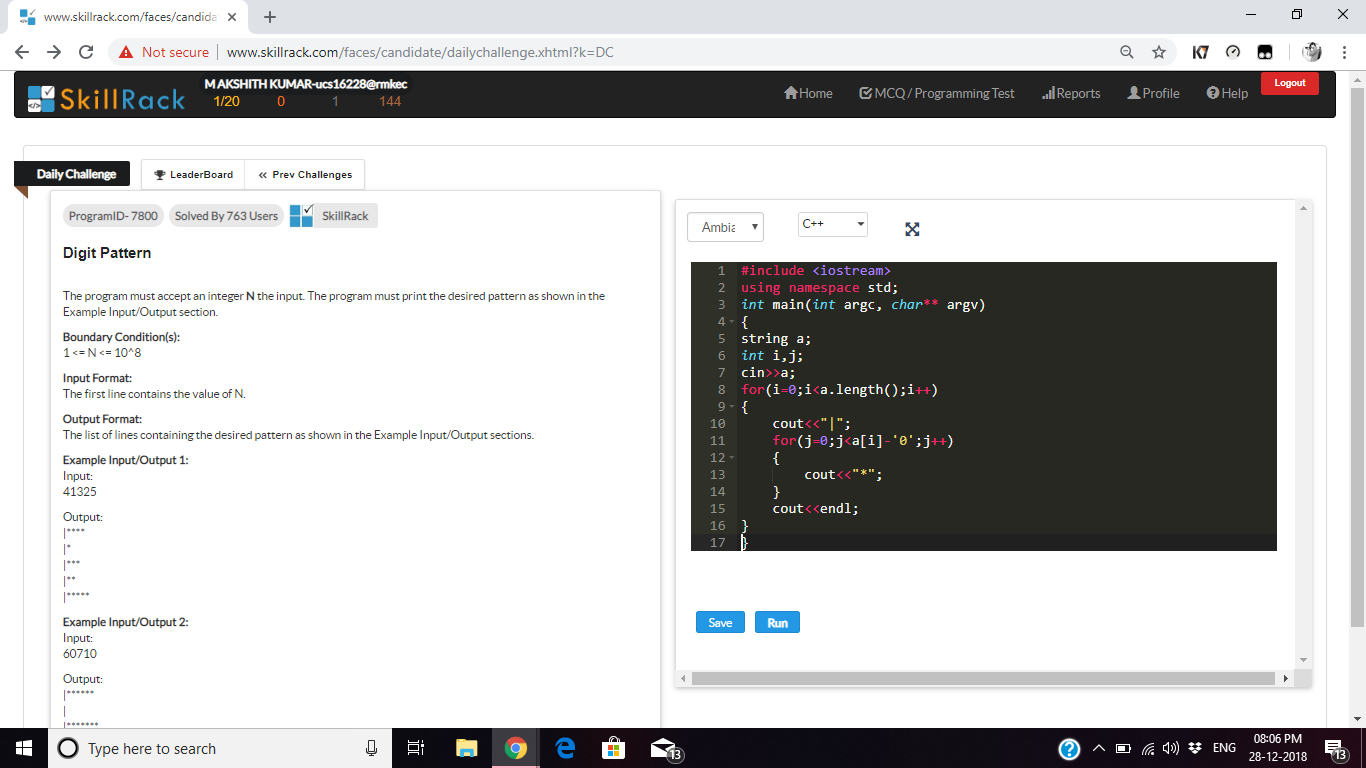 www.skillrack.com/faces/candida
Not secure | www.skillrack.com/faces/candidate/dailychallenge.xhtml?k=DC
SkillRack
M AKSHITH KUMAR-ucs16228@rmkec
1/20 0 1 144
Home MCQ / Programming Test Reports Profile Help Logout
Daily Challenge LeaderBoard « Prev Challenges
ProgramID- 7800 Solved By 763 Users SkillRack
Digit Pattern
The program must accept an integer N the input. The program must print the desired pattern as shown in the
Example Input/Output section.
Boundary Condition(s):
1 <= N <= 10^8
Input Format:
The first line contains the value of N.
Output Format:
The list of lines containing the desired pattern as shown in the Example Input/Output sections.
Example Input/Output 1:
Input:
41325
Output:
|****
|*
|***
|**
|*****
Example Input/Output 2:
Input:
60710
Output:
|******
|
|*******
Ambia C++
1 #include <iostream>
2 using namespace std;
3 int main(int argc, char** argv)
4 {
5 string a;
6 int i,j;
7 cin>>a;
8 for(i=0;i<a.length();i++)
9 {
10 cout<<"|";
11 for(j=0;j<a[i]-'0';j++)
12 {
13 cout<<"*";
14 }
15 cout<<endl;
16 }
17 }
Save Run
Type here to search
13
ENG
08:06 PM
28-12-2018
13